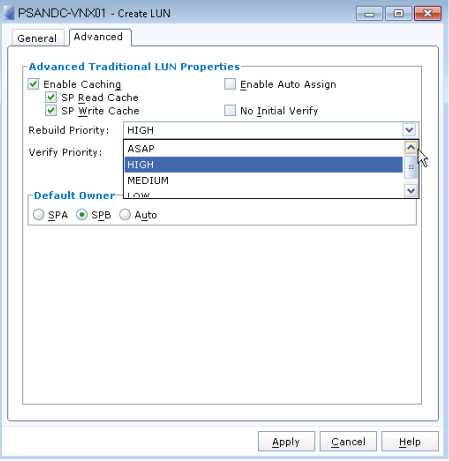 PSANDC-VNX01 - Create LUN
General Advanced
Advanced Traditional LUN Properties
Enable Caching Enable Auto Assign
SP Read Cache
SP Write Cache No Initial Verify
Rebuild Priority: HIGH
Verify Priority: ASAP
HIGH
MEDIUM
LOW
Default Owner
SPA SPB Auto
Apply Cancel Help